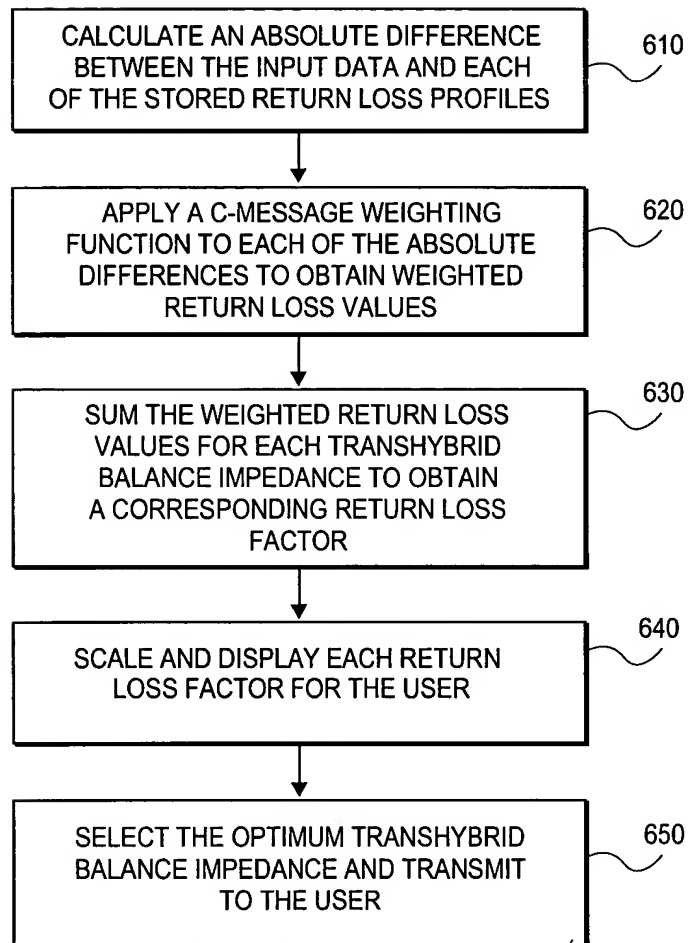 CALCULATE AN ABSOLUTE DIFFERENCE
BETWEEN THE INPUT DATA AND EACH
OF THE STORED RETURN LOSS PROFILES
610
APPLY A C-MESSAGE WEIGHTING
FUNCTION TO EACH OF THE ABSOLUTE
DIFFERENCES TO OBTAIN WEIGHTED
RETURN LOSS VALUES
620
SUM THE WEIGHTED RETURN LOSS
VALUES FOR EACH TRANSHYBRID
BALANCE IMPEDANCE TO OBTAIN
A CORRESPONDING RETURN LOSS
FACTOR
630
SCALE AND DISPLAY EACH RETURN
LOSS FACTOR FOR THE USER
640
SELECT THE OPTIMUM TRANSHYBRID
BALANCE IMPEDANCE AND TRANSMIT
TO THE USER
650